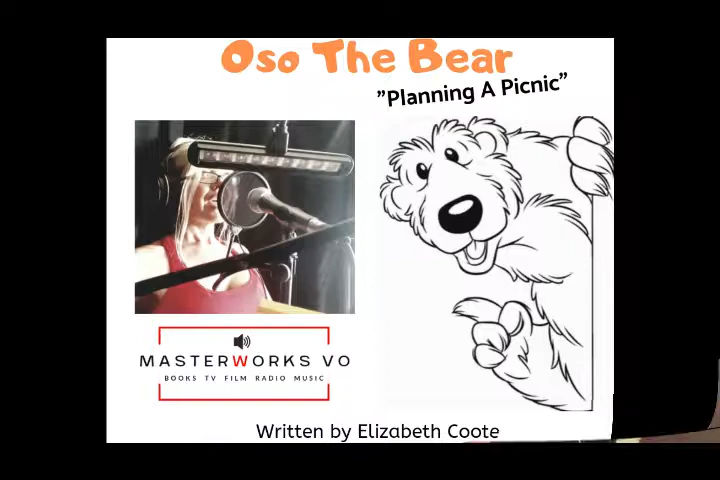 Oso The Bear
"Planning A Picnic"
MASTERWORKS VO
BOOKS TV FILM RADIO MUSIC
Written by Elizabeth Coote